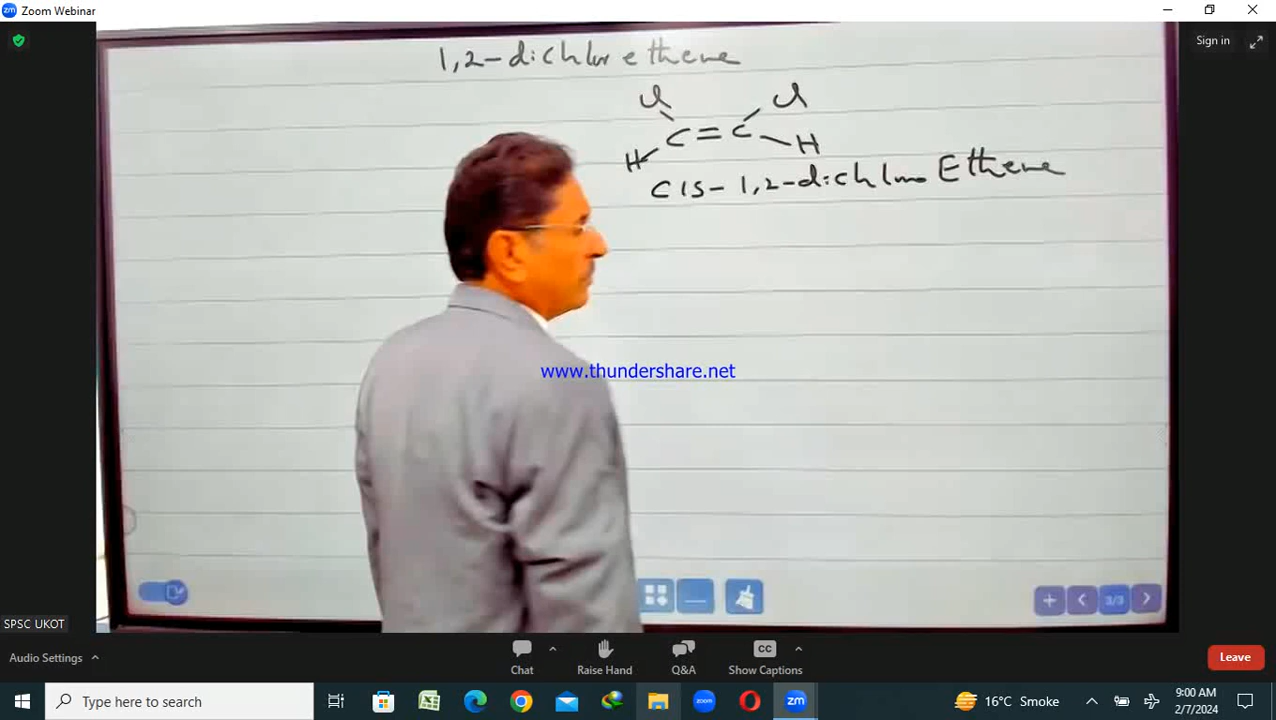 Zoom Webinar
Sign in
1,2-dichlorethene
Cl Cl
C=C
H H
Cis-1,2-dichloro Ethene
www.thundershare.net
3/3
SPSC UKOT
Audio Settings
Chat
Raise Hand
Q&A
CC
Show Captions
Leave
Type here to search
zoom
16°C Smoke
9:00 AM
2/7/2024